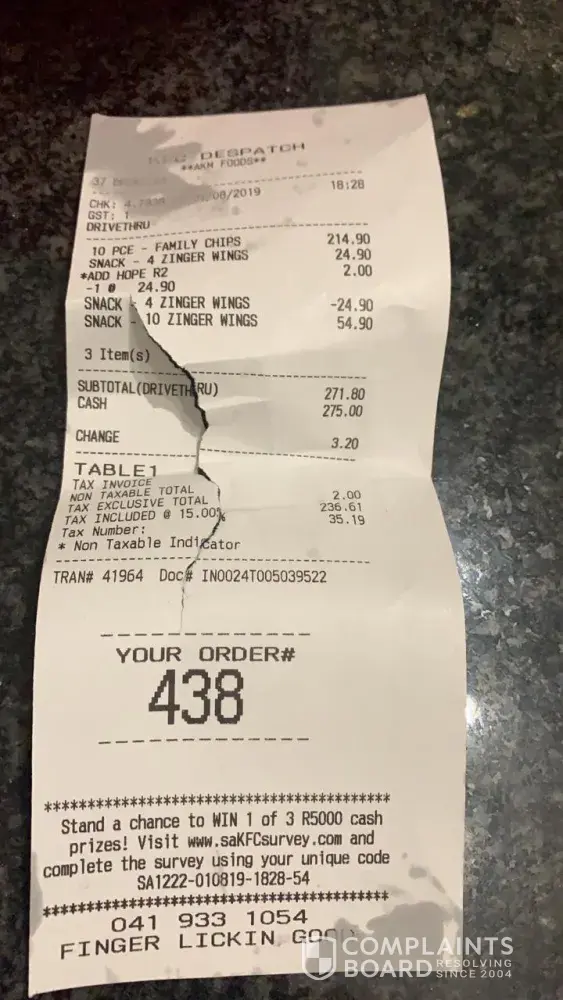 DESPATCH
**AKM FOODS**
37
/08/2019 18:28
CHK:
GST: 1
DRIVETHRU
10 PCE - FAMILY CHIPS 214.90
SNACK - 4 ZINGER WINGS 24.90
*ADD HOPE R2 2.00
-1 @ 24.90
SNACK - 4 ZINGER WINGS -24.90
SNACK - 10 ZINGER WINGS 54.90
3 Item(s)
SUBTOTAL(DRIVETHRU) 271.80
CASH 275.00
CHANGE 3.20
TABLE1
TAX INVOICE
NON TAXABLE TOTAL 2.00
TAX EXCLUSIVE TOTAL 236.61
TAX INCLUDED @ 15.00% 35.19
Tax Number:
* Non Taxable Indicator
TRAN# 41964 Doc# IN0024T005039522
YOUR ORDER#
438
****************************************
Stand a chance to WIN 1 of 3 R5000 cash
prizes! Visit www.saKFCsurvey.com and
complete the survey using your unique code
SA1222-010819-1828-54
****************************************
041 933 1054
FINGER LICKIN GOOD
COMPLAINTS
BOARD RESOLVING
SINCE 2004